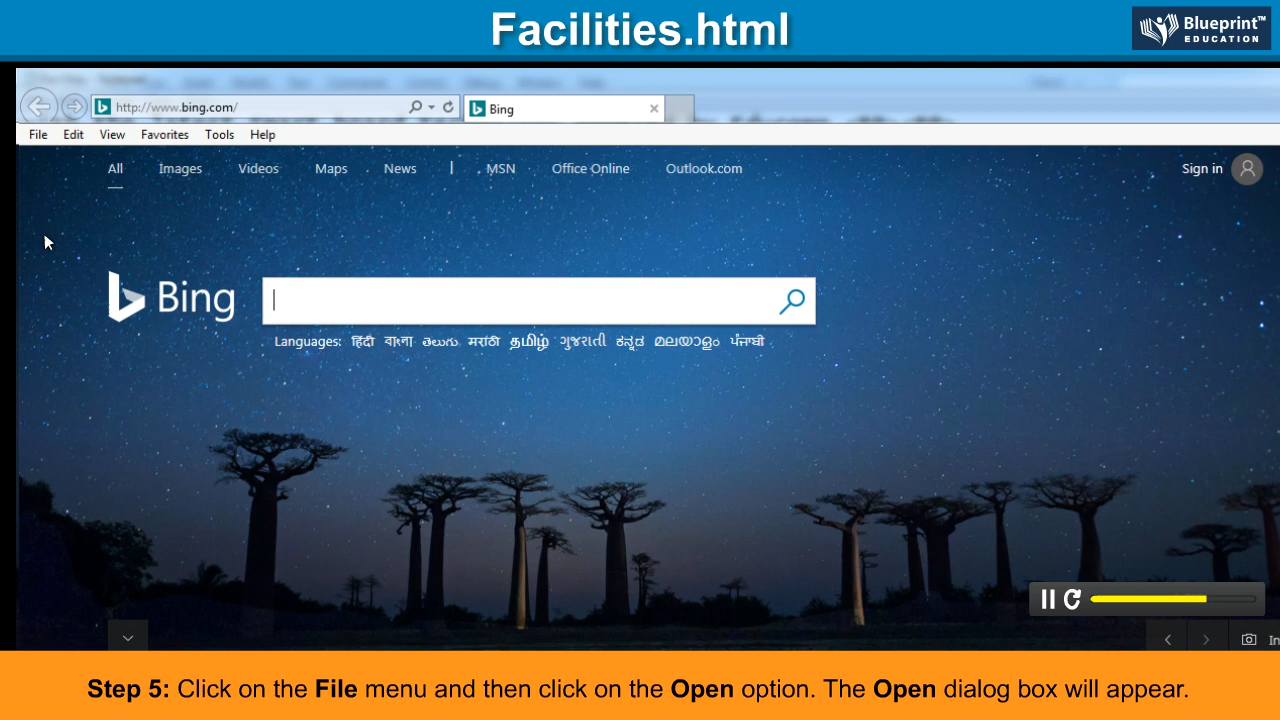 Facilities.html
Blueprint™
EDUCATION
http://www.bing.com/
Bing
File Edit View Favorites Tools Help
All Images Videos Maps News | MSN Office Online Outlook.com
Sign in
Bing
Languages: हिंदी বাংলা తెలుగు मराठी தமிழ் ગુજરાતી ಕನ್ನಡ മലയാളം ਪੰਜਾਬੀ
In
Step 5: Click on the File menu and then click on the Open option. The Open dialog box will appear.